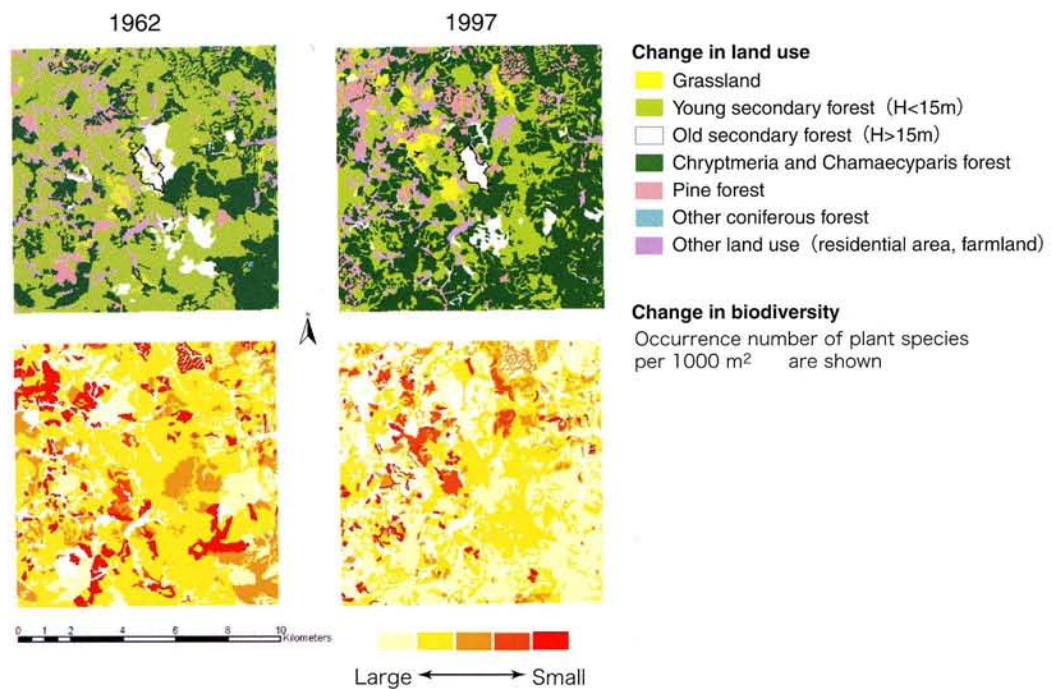 1962
1997
Change in land use
Grassland
Young secondary forest (H<15m)
Old secondary forest (H>15m)
Chryptmeria and Chamaecyparis forest
Pine forest
Other coniferous forest
Other land use (residential area, farmland)
N
Change in biodiversity
Occurrence number of plant species
per 1000 m² are shown
0 1 2 4 6 8 10 Kilometers
Large Small